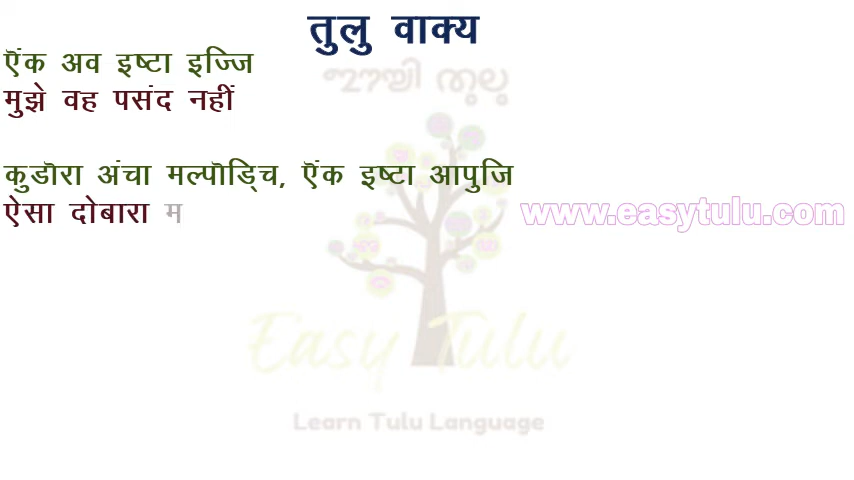 तुलु वाक्य
ऎंक अव इष्टा इज्जि
मुझे वह पसंद नहीं
कुडॊरा अंचा मल्पॊड्चि, ऎंक इष्टा आपुजि
ऐसा दोबारा म
www.easytulu.com
Easy Tulu
Learn Tulu Language